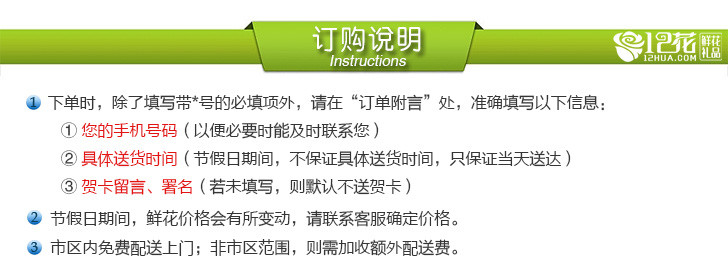 订购说明
Instructions
12花 鲜花礼品
12HUA.COM
1 下单时，除了填写带*号的必填项外，请在“订单附言”处，准确填写以下信息：
① 您的手机号码（以便必要时能及时联系您）
② 具体送货时间（节假日期间，不保证具体送货时间，只保证当天送达）
③ 贺卡留言、署名（若未填写，则默认不送贺卡）
2 节假日期间，鲜花价格会有所变动，请联系客服确定价格。
3 市区内免费配送上门；非市区范围，则需加收额外配送费。